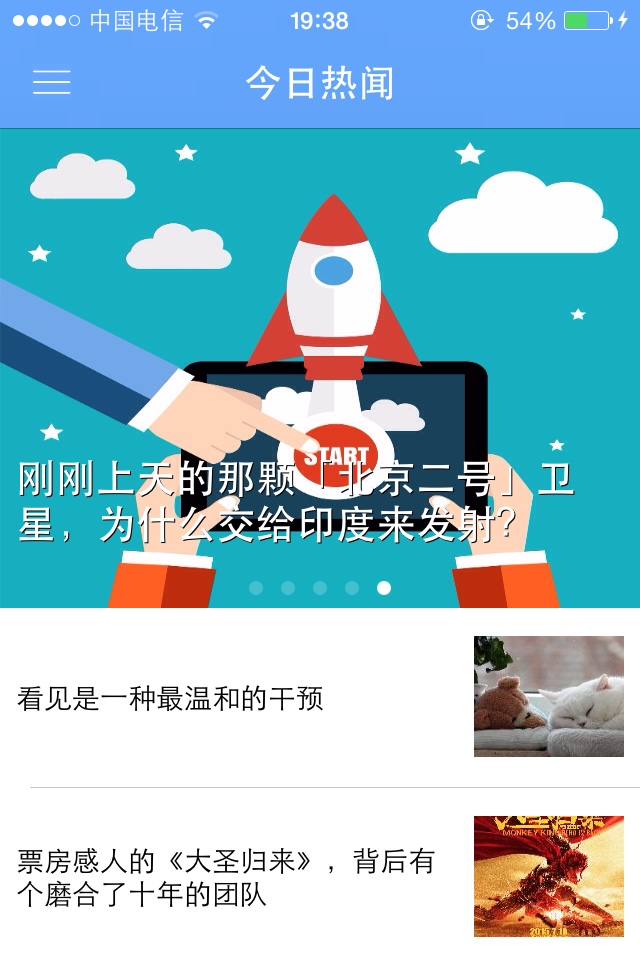 中国电信 19:38 54%
今日热闻
START
刚刚上天的那颗「北京二号」卫
星，为什么交给印度来发射？
看见是一种最温和的干预
MONKEY KING
2015.7.10
票房感人的《大圣归来》，背后有
个磨合了十年的团队